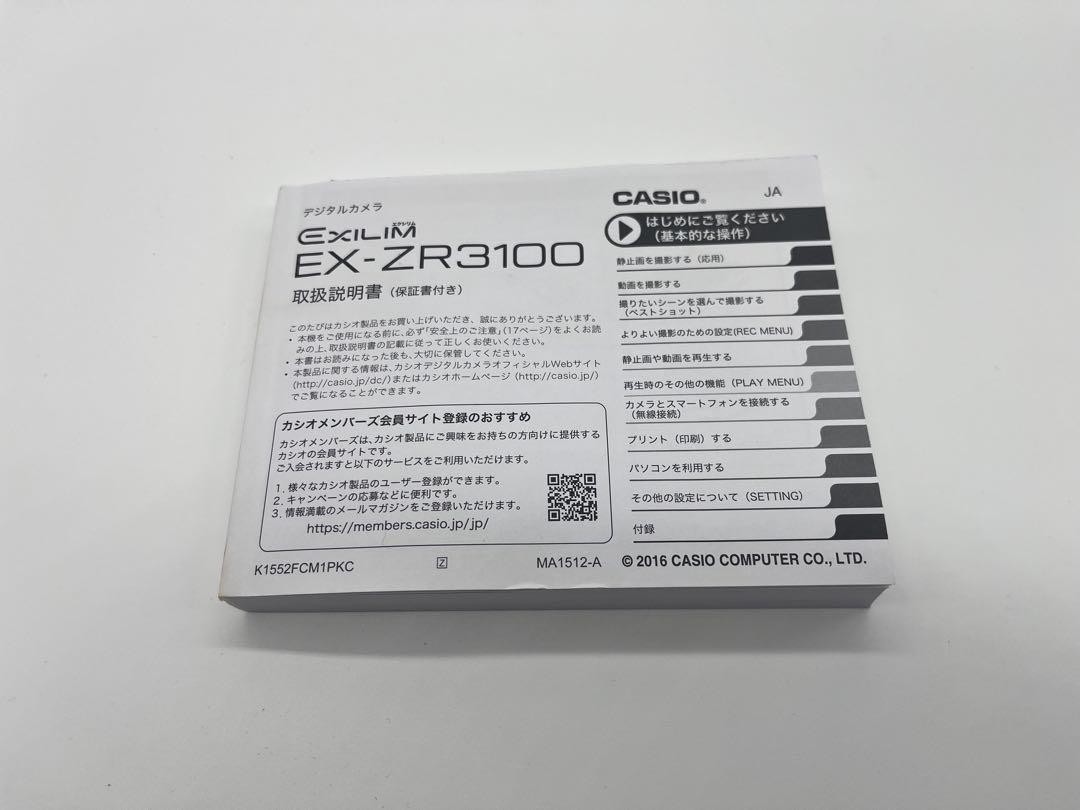 デジタルカメラ
エクシリム
EXILIM
EX-ZR3100
取扱説明書（保証書付き）
このたびはカシオ製品をお買い上げいただき、誠にありがとうございます。
・本機をご使用になる前に、必ず「安全上のご注意」（17ページ）をよくお読
みの上、取扱説明書の記載に従って正しくお使いください。
・本書はお読みになった後も、大切に保管してください。
・本製品に関する情報は、カシオデジタルカメラオフィシャルWebサイト
（http://casio.jp/dc/）またはカシオホームページ（http://casio.jp/）
でご覧になることができます。
カシオメンバーズ会員サイト登録のおすすめ
カシオメンバーズは、カシオ製品にご興味をお持ちの方向けに提供する
カシオの会員サイトです。
ご入会されますと以下のサービスをご利用いただけます。
1. 様々なカシオ製品のユーザー登録ができます。
2. キャンペーンの応募などに便利です。
3. 情報満載のメールマガジンをご登録いただけます。
https://members.casio.jp/jp/
K1552FCM1PKC
Z
MA1512-A
CASIO®
JA
はじめにご覧ください
（基本的な操作）
静止画を撮影する（応用）
動画を撮影する
撮りたいシーンを選んで撮影する
（ベストショット）
よりよい撮影のための設定(REC MENU)
静止画や動画を再生する
再生時のその他の機能（PLAY MENU）
カメラとスマートフォンを接続する
（無線接続）
プリント（印刷）する
パソコンを利用する
その他の設定について（SETTING）
付録
© 2016 CASIO COMPUTER CO., LTD.